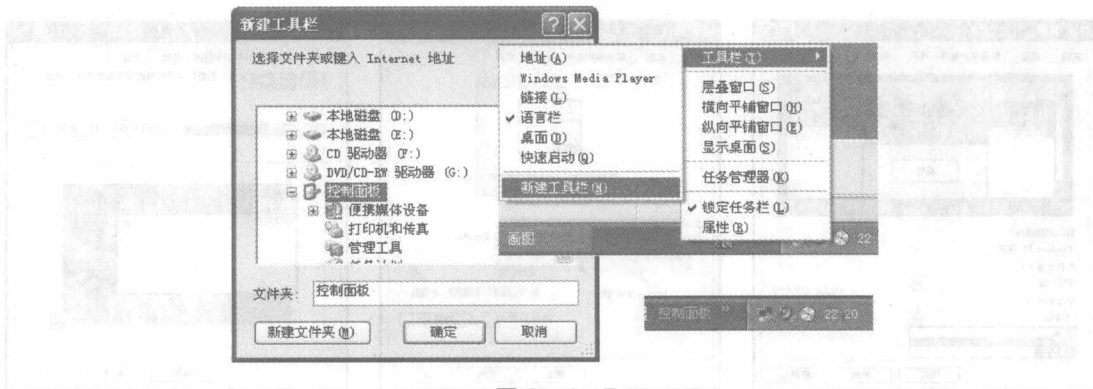 新建工具栏
选择文件夹或键入 Internet 地址
本地磁盘 (D:)
本地磁盘 (E:)
CD 驱动器 (F:)
DVD/CD-RW 驱动器 (G:)
控制面板
便携媒体设备
打印机和传真
管理工具
文件夹:
控制面板
新建文件夹(M)
确定
取消
地址(A)
Windows Media Player
链接(L)
语言栏
桌面(D)
快速启动(Q)
新建工具栏(N)
画图
工具栏(T)
层叠窗口(S)
横向平铺窗口(H)
纵向平铺窗口(E)
显示桌面(S)
任务管理器(K)
锁定任务栏(L)
属性(R)
22
控制面板 »
22:20